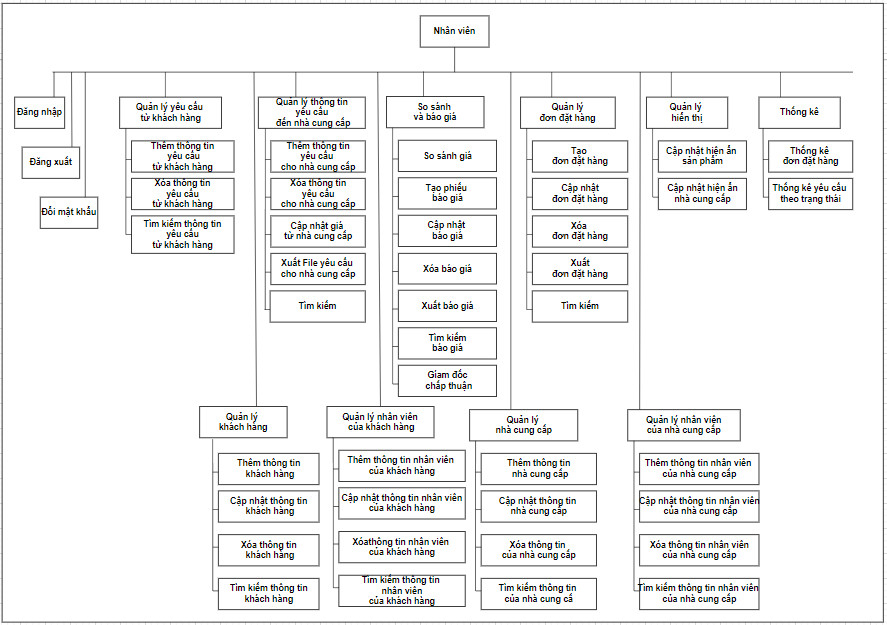 Nhân viên
Đăng nhập
Đăng xuất
Đổi mật khẩu
Quản lý yêu cầu
từ khách hàng
Thêm thông tin
yêu cầu
từ khách hàng
Xóa thông tin
yêu cầu
từ khách hàng
Tìm kiếm thông tin
yêu cầu
từ khách hàng
Quản lý thông tin
yêu cầu
đến nhà cung cấp
Thêm thông tin
yêu cầu
cho nhà cung cấp
Xóa thông tin
yêu cầu
cho nhà cung cấp
Cập nhật giá
từ nhà cung cấp
Xuất File yêu cầu
cho nhà cung cấp
Tìm kiếm
So sánh
và báo giá
So sánh giá
Tạo phiếu
báo giá
Cập nhật
báo giá
Xóa báo giá
Xuất báo giá
Tìm kiếm
báo giá
Giám đốc
chấp thuận
Quản lý
đơn đặt hàng
Tạo
đơn đặt hàng
Cập nhật
đơn đặt hàng
Xóa
đơn đặt hàng
Xuất
đơn đặt hàng
Tìm kiếm
Quản lý
hiển thị
Cập nhật hiện ẩn
sản phẩm
Cập nhật hiện ẩn
nhà cung cấp
Thống kê
Thống kê
đơn đặt hàng
Thống kê yêu cầu
theo trạng thái
Quản lý
khách hàng
Thêm thông tin
khách hàng
Cập nhật thông tin
khách hàng
Xóa thông tin
khách hàng
Tìm kiếm thông tin
khách hàng
Quản lý nhân viên
của khách hàng
Thêm thông tin nhân viên
của khách hàng
Cập nhật thông tin nhân viên
của khách hàng
Xóathông tin nhân viên
của khách hàng
Tìm kiếm thông tin
nhân viên
của khách hàng
Quản lý
nhà cung cấp
Thêm thông tin
nhà cung cấp
Cập nhật thông tin
nhà cung cấp
Xóa thông tin
của nhà cung cấp
Tìm kiếm thông tin
của nhà cung cấ
Quản lý nhân viên
của nhà cung cấp
Thêm thông tin nhân viên
của nhà cung cấp
Cập nhật thông tin nhân viên
của nhà cung cấp
Xóa thông tin nhân viên
của nhà cung cấp
Tìm kiếm thông tin nhân viên
của nhà cung cấp